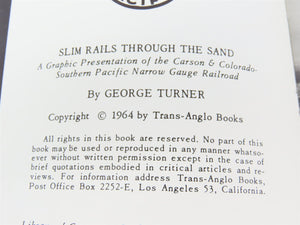 SLIM RAILS THROUGH THE SAND
A Graphic Presentation of the Carson & Colorado-
Southern Pacific Narrow Gauge Railroad
By GEORGE TURNER
Copyright © 1964 by Trans-Anglo Books
All rights in this book are reserved. No part of this
book may be used or reproduced in any manner whatso-
ever without written permission except in the case of
brief quotations embodied in critical articles and re-
views. For information address Trans-Anglo Books,
Post Office Box 2252-E, Los Angeles 53, California.